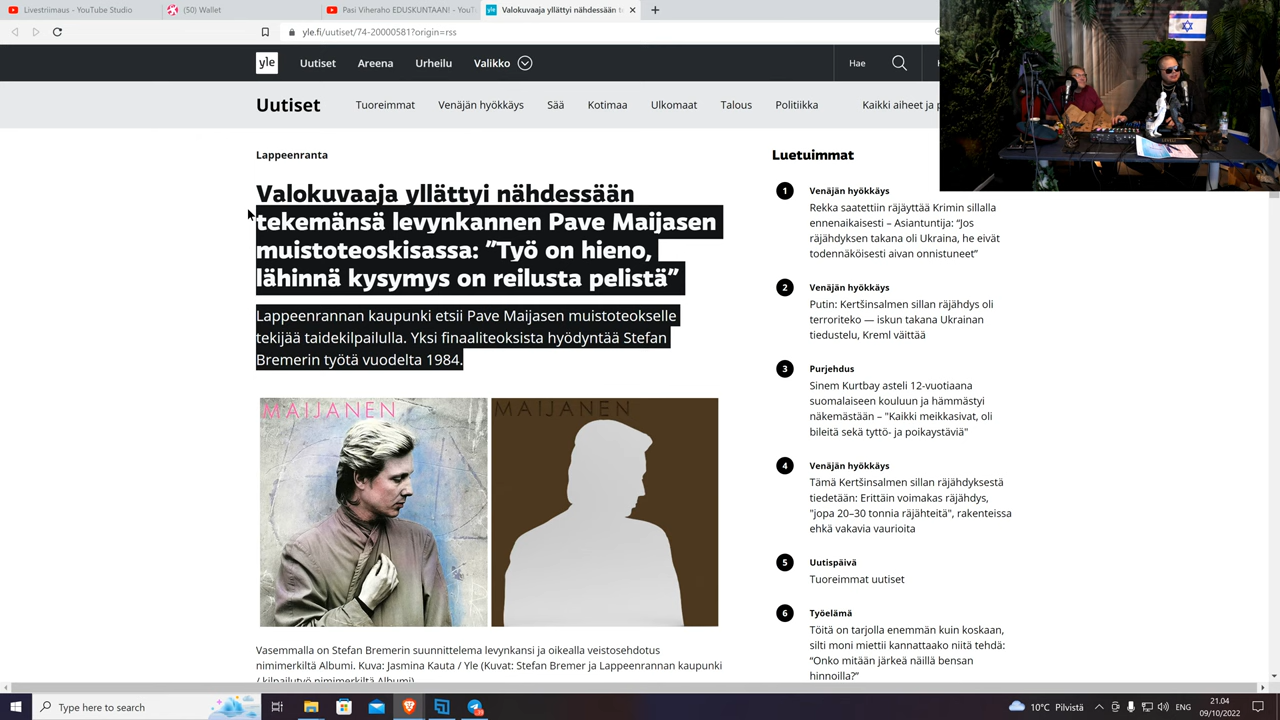 Livestriimaus - YouTube Studio
(50) Wallet
Pasi Viheraho EDUSKUNTAAN! - YouT
Valokuvaaja yllättyi nähdessään t
yle.fi/uutiset/74-20000581?origin=rss
yle
Uutiset
Areena
Urheilu
Valikko
Hae
Uutiset
Tuoreimmat
Venäjän hyökkäys
Sää
Kotimaa
Ulkomaat
Talous
Politiikka
Kaikki aiheet ja p
Lappeenranta
Valokuvaaja yllättyi nähdessään
tekemänsä levynkannen Pave Maijasen
muistoteoskisassa: ”Työ on hieno,
lähinnä kysymys on reilusta pelistä”
Lappeenrannan kaupunki etsii Pave Maijasen muistoteokselle
tekijää taidekilpailulla. Yksi finaaliteoksista hyödyntää Stefan
Bremerin työtä vuodelta 1984.
MAIJANEN
MAIJANEN
Vasemmalla on Stefan Bremerin suunnittelema levynkansi ja oikealla veistosehdotus
nimimerkiltä Albumi. Kuva: Jasmina Kauta / Yle (Kuvat: Stefan Bremer ja Lappeenrannan kaupunki
/ kilpailutyö nimimerkiltä Albumi)
Luetuimmat
1
Venäjän hyökkäys
Rekka saatettiin räjäyttää Krimin sillalla
ennenaikaisesti – Asiantuntija: “Jos
räjähdyksen takana oli Ukraina, he eivät
todennäköisesti aivan onnistuneet”
2
Venäjän hyökkäys
Putin: Kertšinsalmen sillan räjähdys oli
terroriteko — iskun takana Ukrainan
tiedustelu, Kreml väittää
3
Purjehdus
Sinem Kurtbay asteli 12-vuotiaana
suomalaiseen kouluun ja hämmästyi
näkemästään – "Kaikki meikkasivat, oli
bileitä sekä tyttö- ja poikaystäviä"
4
Venäjän hyökkäys
Tämä Kertšinsalmen sillan räjähdyksestä
tiedetään: Erittäin voimakas räjähdys,
"jopa 20–30 tonnia räjähteitä", rakenteissa
ehkä vakavia vaurioita
5
Uutispäivä
Tuoreimmat uutiset
6
Työelämä
Töitä on tarjolla enemmän kuin koskaan,
silti moni miettii kannattaako niitä tehdä:
“Onko mitään järkeä näillä bensan
hinnoilla?”
Type here to search
10°C Pilvistä
ENG
21.04
09/10/2022